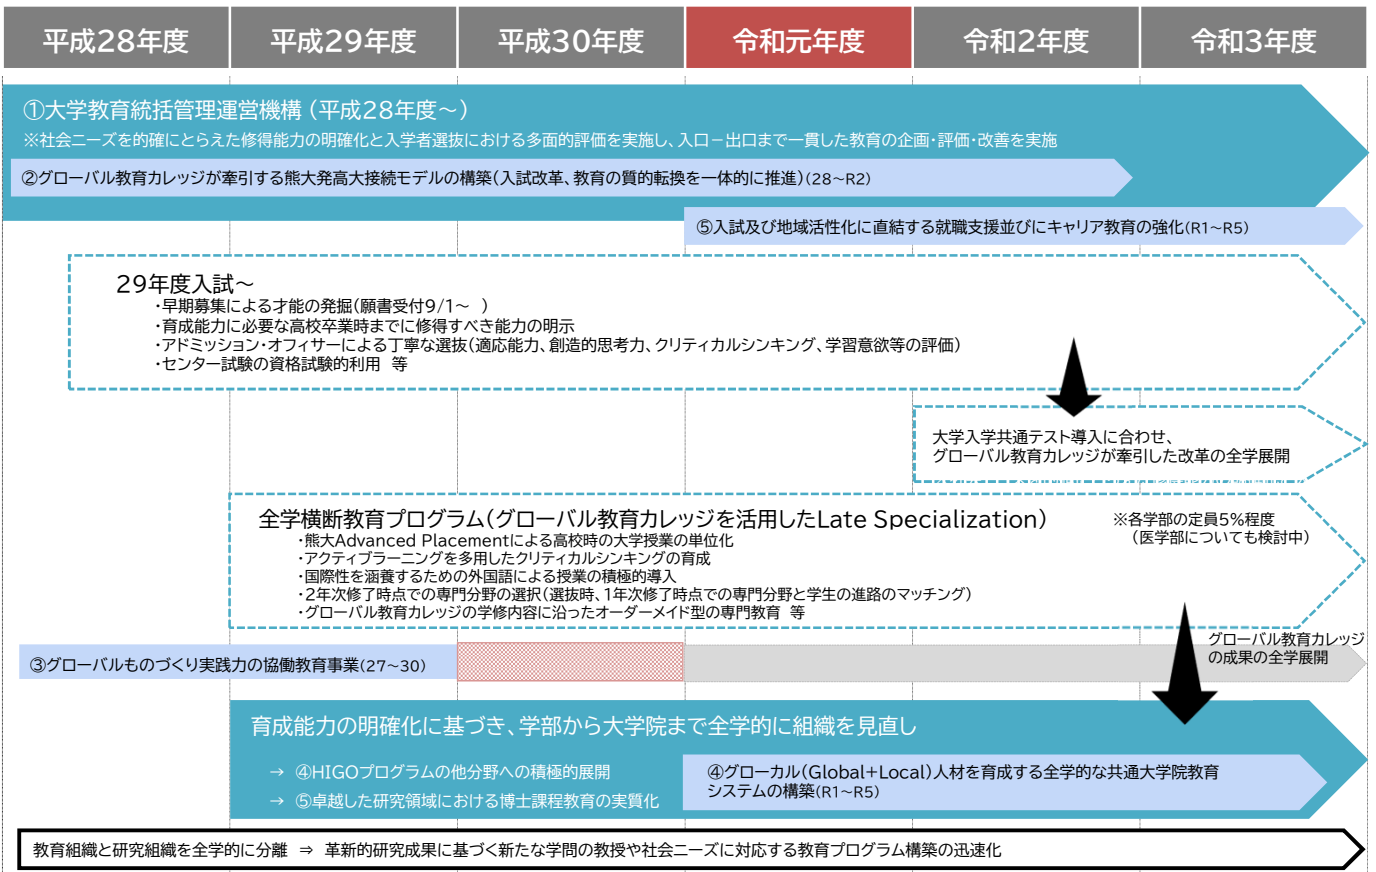 平成28年度
平成29年度
平成30年度
令和元年度
令和2年度
令和3年度
①大学教育統括管理運営機構（平成28年度～）
※社会ニーズを的確にとらえた修得能力の明確化と入学者選抜における多面的評価を実施し、入口－出口まで一貫した教育の企画・評価・改善を実施
②グローバル教育カレッジが牽引する熊大発高大接続モデルの構築（入試改革、教育の質的転換を一体的に推進）（28～R2）
⑤入試及び地域活性化に直結する就職支援並びにキャリア教育の強化（R1～R5）
29年度入試～
・早期募集による才能の発掘（願書受付9/1～　）
・育成能力に必要な高校卒業時までに修得すべき能力の明示
・アドミッション・オフィサーによる丁寧な選抜（適応能力、創造的思考力、クリティカルシンキング、学習意欲等の評価）
・センター試験の資格試験的利用　等
大学入学共通テスト導入に合わせ、
グローバル教育カレッジが牽引した改革の全学展開
全学横断教育プログラム（グローバル教育カレッジを活用したLate Specialization）
※各学部の定員5%程度
（医学部についても検討中）
・熊大Advanced Placementによる高校時の大学授業の単位化
・アクティブラーニングを多用したクリティカルシンキングの育成
・国際性を涵養するための外国語による授業の積極的導入
・2年次修了時点での専門分野の選択（選抜時、1年次修了時点での専門分野と学生の進路のマッチング）
・グローバル教育カレッジの学修内容に沿ったオーダーメイド型の専門教育　等
グローバル教育カレッジ
の成果の全学展開
③グローバルものづくり実践力の協働教育事業（27～30）
育成能力の明確化に基づき、学部から大学院まで全学的に組織を見直し
→ ④HIGOプログラムの他分野への積極的展開
→ ⑤卓越した研究領域における博士課程教育の実質化
④グローカル（Global+Local）人材を育成する全学的な共通大学院教育
システムの構築（R1～R5）
教育組織と研究組織を全学的に分離　⇒　革新的研究成果に基づく新たな学問の教授や社会ニーズに対応する教育プログラム構築の迅速化